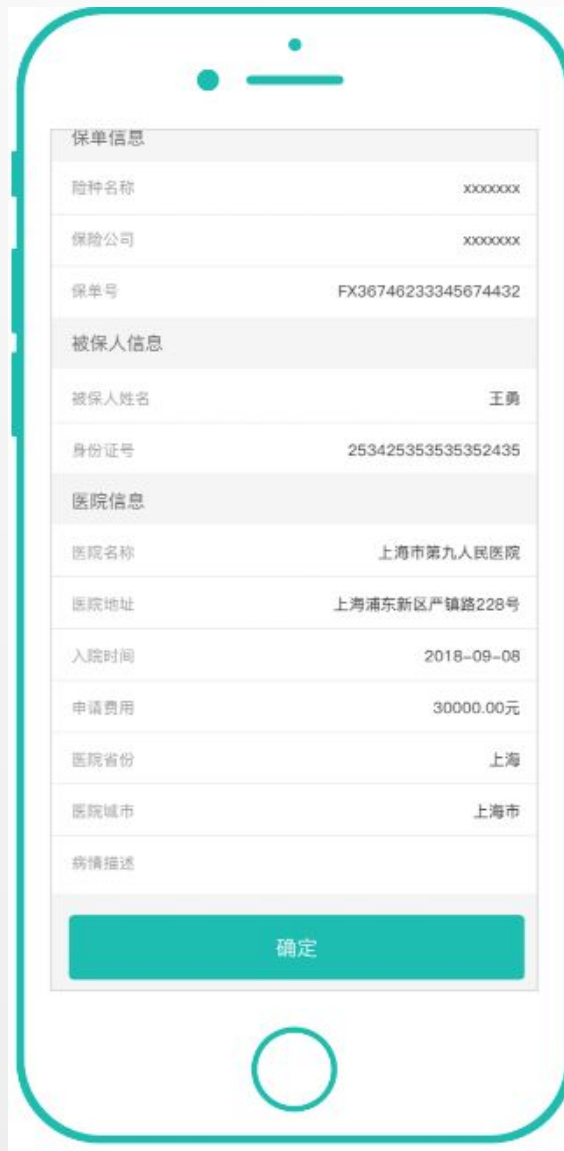 保单信息
险种名称 xxxxxxx
保险公司 xxxxxxx
保单号 FX36746233345674432
被保人信息
被保人姓名 王勇
身份证号 253425353535352435
医院信息
医院名称 上海市第九人民医院
医院地址 上海浦东新区严镇路228号
入院时间 2018-09-08
申请费用 30000.00元
医院省份 上海
医院城市 上海市
病情描述
确定